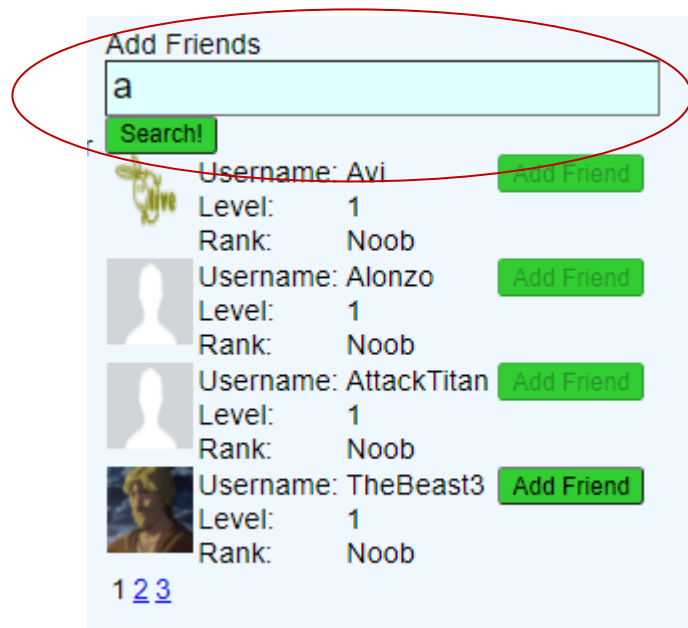 Add Friends
a
Search!
Username: Avi Add Friend
Level: 1
Rank: Noob
Username: Alonzo Add Friend
Level: 1
Rank: Noob
Username: AttackTitan Add Friend
Level: 1
Rank: Noob
Username: TheBeast3 Add Friend
Level: 1
Rank: Noob
1 2 3